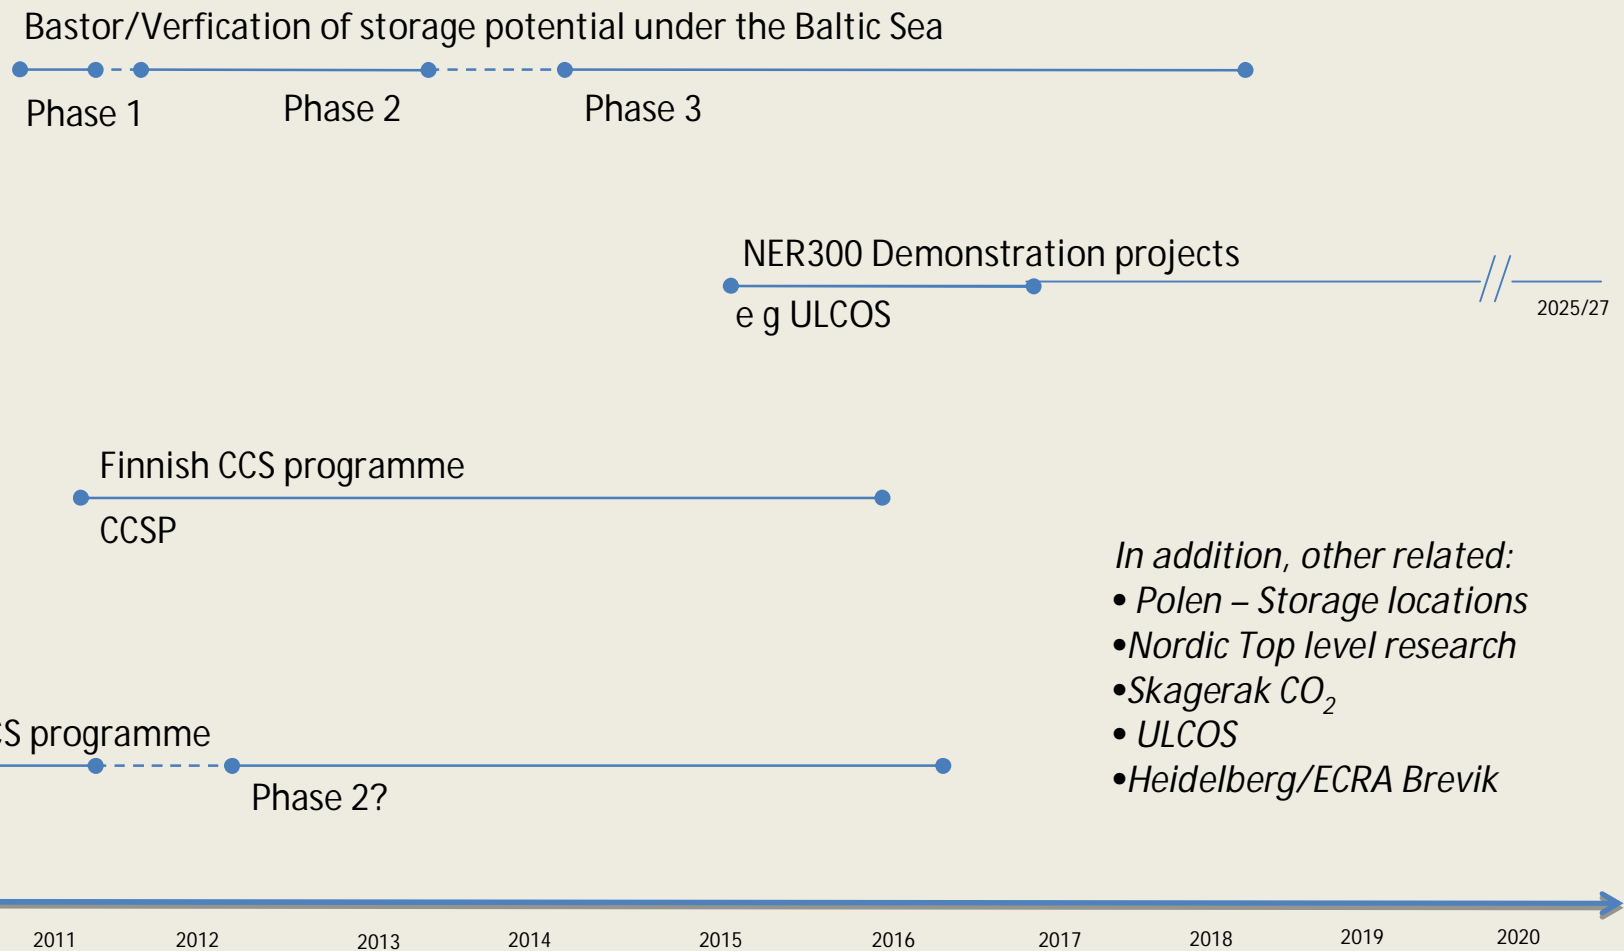 Bastor/Verfication of storage potential under the Baltic Sea
Phase 1
Phase 2
Phase 3
NER300 Demonstration projects
e g ULCOS
2025/27
Finnish CCS programme
CCSP
In addition, other related:
• Polen – Storage locations
•Nordic Top level research
•Skagerak CO₂
• ULCOS
•Heidelberg/ECRA Brevik
CS programme
Phase 2?
2011 2012 2013 2014 2015 2016 2017 2018 2019 2020